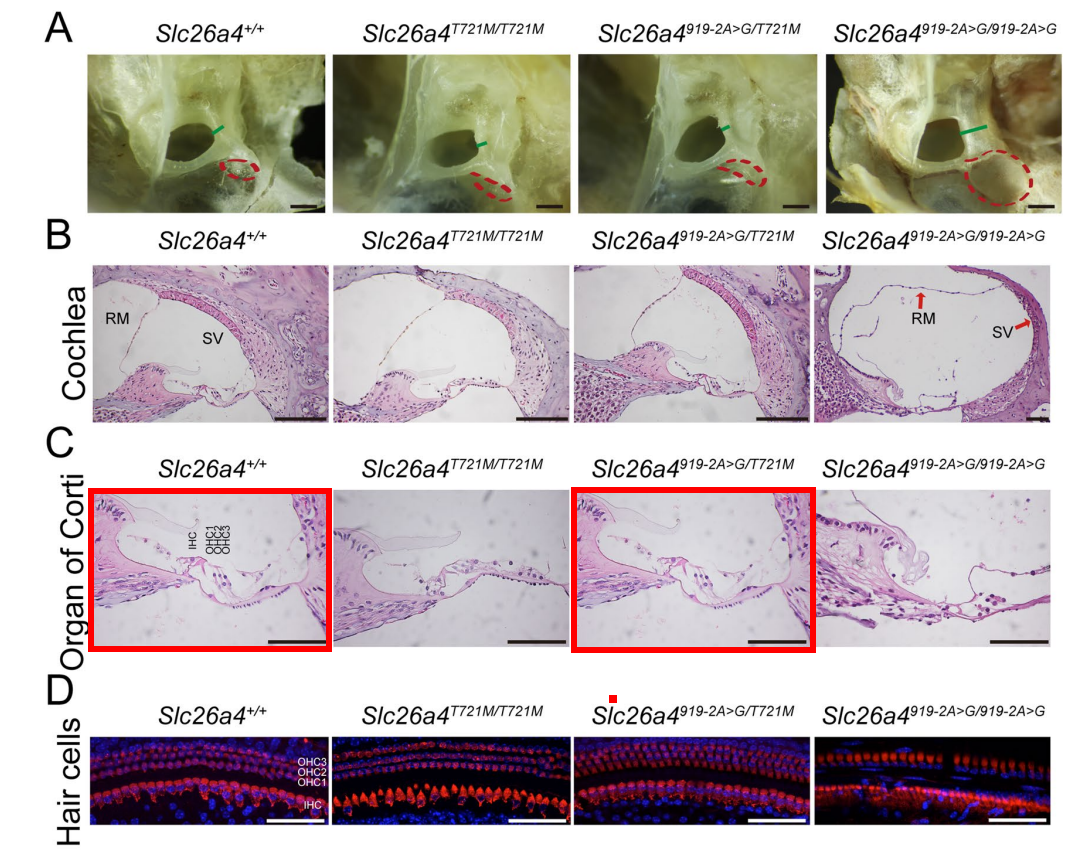 A
Slc26a4+/+
Slc26a4T721M/T721M
Slc26a4919-2A>G/T721M
Slc26a4919-2A>G/919-2A>G
B
Slc26a4+/+
Slc26a4T721M/T721M
Slc26a4919-2A>G/T721M
Slc26a4919-2A>G/919-2A>G
Cochlea
RM
SV
RM
SV
C
Slc26a4+/+
Slc26a4T721M/T721M
Slc26a4919-2A>G/T721M
Slc26a4919-2A>G/919-2A>G
Organ of Corti
IHC
OHC1
OHC2
OHC3
D
Slc26a4+/+
Slc26a4T721M/T721M
Slc26a4919-2A>G/T721M
Slc26a4919-2A>G/919-2A>G
Hair cells
OHC3
OHC2
OHC1
IHC